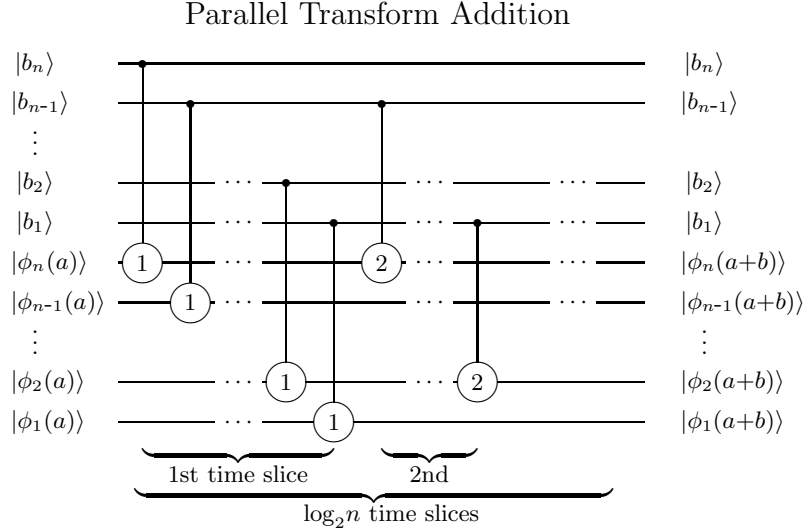 Parallel Transform Addition
|b_n⟩ |b_n⟩
|b_{n-1}⟩ |b_{n-1}⟩
⋮
|b_2⟩ ··· ··· ··· |b_2⟩
|b_1⟩ ··· ··· ··· |b_1⟩
|ϕ_n(a)⟩ 1 2 |ϕ_n(a+b)⟩
|ϕ_{n-1}(a)⟩ 1 ··· ··· ··· |ϕ_{n-1}(a+b)⟩
⋮ ⋮
|ϕ_2(a)⟩ ··· 1 ··· 2 |ϕ_2(a+b)⟩
|ϕ_1(a)⟩ ··· 1 |ϕ_1(a+b)⟩
1st time slice 2nd
log_2 n time slices